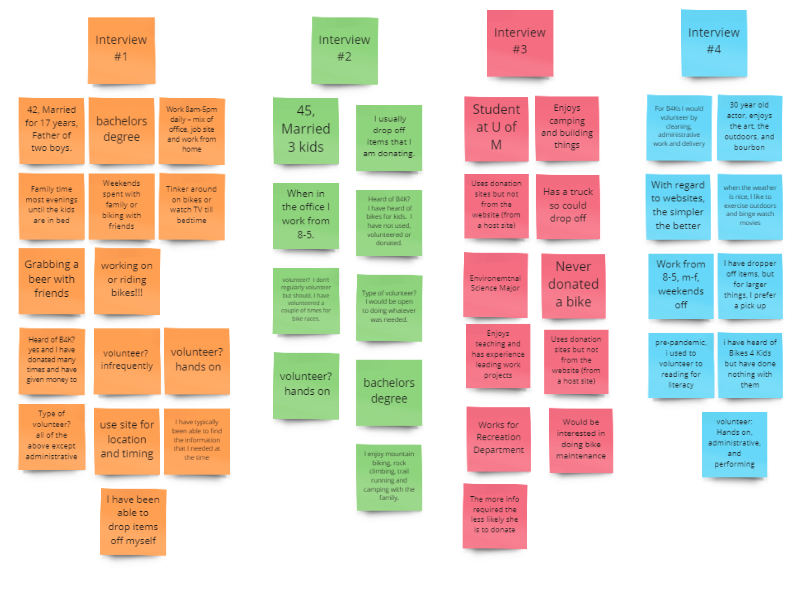 Interview
#1
42, Married
for 17 years,
Father of
two boys.
bachelors
degree
Work 8am-5pm
daily – mix of
office, job site
and work from
home
Family time
most evenings
until the kids
are in bed
Weekends
spent with
family or
biking with
friends
Tinker around
on bikes or
watch TV till
bedtime
Grabbing a
beer with
friends
working on
or riding
bikes!!!
Heard of B4K?
yes and I have
donated many
times and have
given money to
volunteer?
infrequently
volunteer?
hands on
Type of
volunteer?
all of the
above except
administrative
use site for
location
and timing
I have typically
been able to find
the information
that I needed at
the time
I have been
able to
drop items
off myself
Interview
#2
45,
Married
3 kids
I usually
drop off
items that I
am donating.
When in
the office I
work from
8-5.
Heard of B4K?
I have heard of
bikes for kids. I
have not used,
volunteered or
donated.
volunteer? I don't
regularly volunteer
but should. I have
volunteered a
couple of times for
bike races.
Type of volunteer?
I would be open
to doing whatever
was needed.
volunteer?
hands on
bachelors
degree
I enjoy mountain
biking, rock
climbing, trail
running and
camping with the
family.
Interview
#3
Student
at U of
M
Enjoys
camping
and building
things
Uses donation
sites but not
from the
website (from
a host site)
Has a truck
so could
drop off
Environemtnal
Science Major
Never
donated
a bike
Enjoys
teaching and
has experience
leading work
projects
Uses donation
sites but not
from the
website (from
a host site)
Works for
Recreation
Department
Would be
interested in
doing bike
maintenance
The more info
required the
less likely she
is to donate
Interview
#4
For B4Ks I would
volunteer by
cleaning,
administrative
work and delivery
30 year old
actor, enjoys
the art, the
outdoors, and
bourbon
With regard
to websites,
the simpler
the better
when the weather
is nice, I like to
exercise outdoors
and binge watch
movies
Work from
8-5, m-f,
weekends
off
I have dropper
off items, but
for larger
things, I prefer
a pick up
pre-pandemic,
i used to
volunteer to
reading for
literacy
i have heard of
Bikes 4 Kids
but have done
nothing with
them
volunteer:
Hands on,
administrative,
and
performing